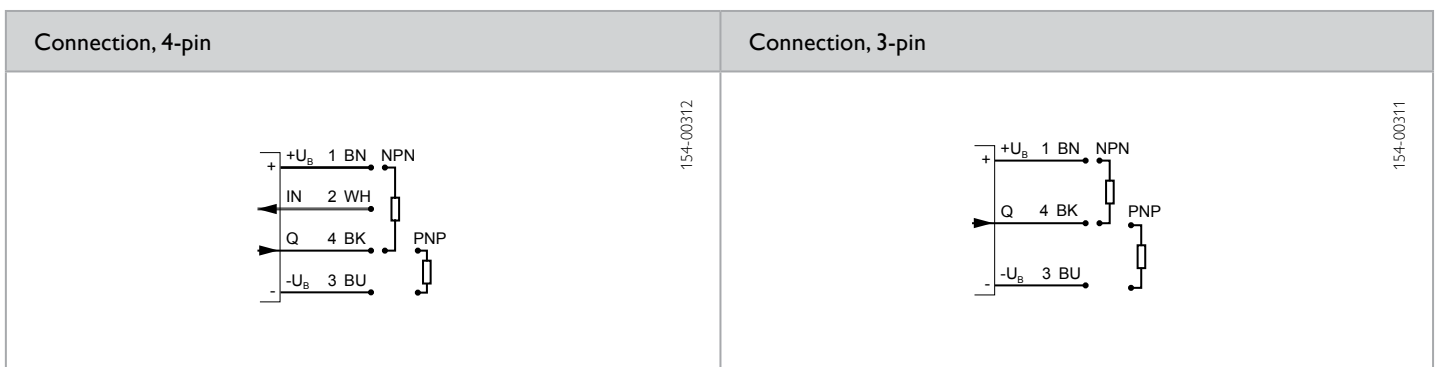 Connection, 4-pin
Connection, 3-pin
154-00312
+
+UB 1 BN NPN
IN 2 WH
Q 4 BK PNP
-UB 3 BU
-
154-00311
+
+UB 1 BN NPN
Q 4 BK PNP
-UB 3 BU
-